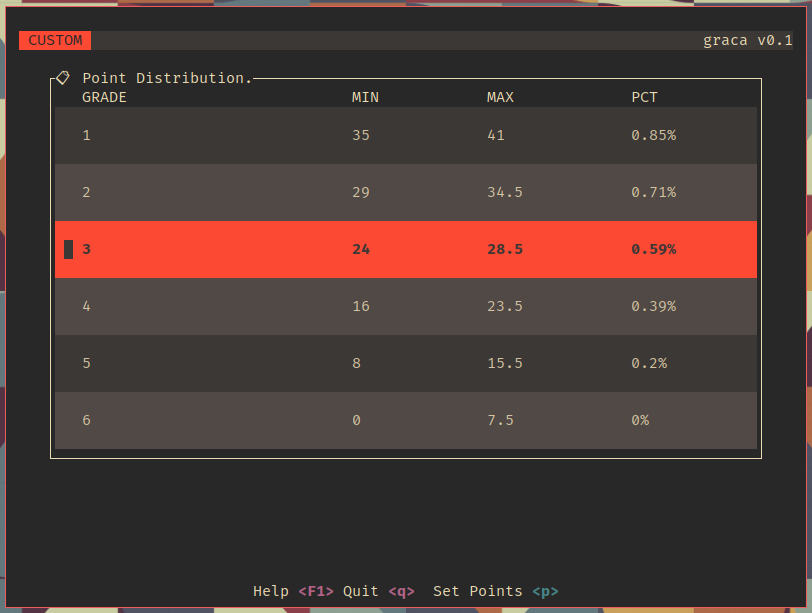 CUSTOM graca v0.1
Point Distribution.
GRADE MIN MAX PCT
1 35 41 0.85%
2 29 34.5 0.71%
3 24 28.5 0.59%
4 16 23.5 0.39%
5 8 15.5 0.2%
6 0 7.5 0%
Help <F1> Quit <q> Set Points <p>